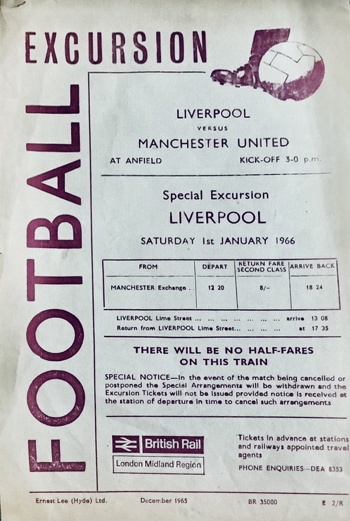 EXCURSION
FOOTBALL
LIVERPOOL
VERSUS
MANCHESTER UNITED
AT ANFIELD KICK-OFF 3-0 p.m.
Special Excursion
LIVERPOOL
SATURDAY 1st JANUARY 1966
FROM DEPART RETURN FARE SECOND CLASS ARRIVE BACK
MANCHESTER Exchange .. 12 20 8/- 18 24
LIVERPOOL Lime Street ... ... ... ... ... ... arrive 13 08
Return from LIVERPOOL Lime Street... ... ... ... at 17 35
THERE WILL BE NO HALF-FARES
ON THIS TRAIN
SPECIAL NOTICE—In the event of the match being cancelled or
postponed the Special Arrangements will be withdrawn and the
Excursion Tickets will not be issued provided notice is received at
the station of departure in time to cancel such arrangements
British Rail
London Midland Region
Tickets in advance at stations
and railways appointed travel
agents
PHONE ENQUIRIES—DEA 8353
Ernest Lee (Hyde) Ltd. December 1965 BR 35000 E 2/R